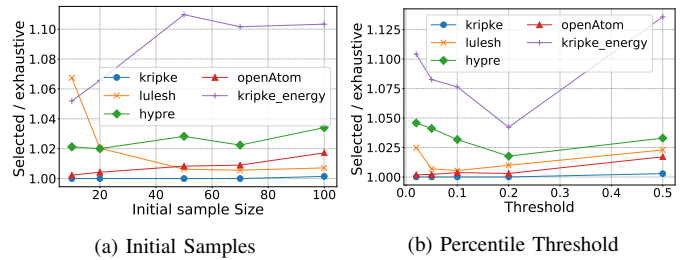 Selected / exhaustive
1.10
1.08
1.06
1.04
1.02
1.00
kripke
lulesh
hypre
openAtom
kripke_energy
20 40 60 80 100
Initial sample Size
(a) Initial Samples
Selected / exhaustive
1.125
1.100
1.075
1.050
1.025
1.000
kripke
lulesh
hypre
openAtom
kripke_energy
0.0 0.1 0.2 0.3 0.4 0.5
Threshold
(b) Percentile Threshold